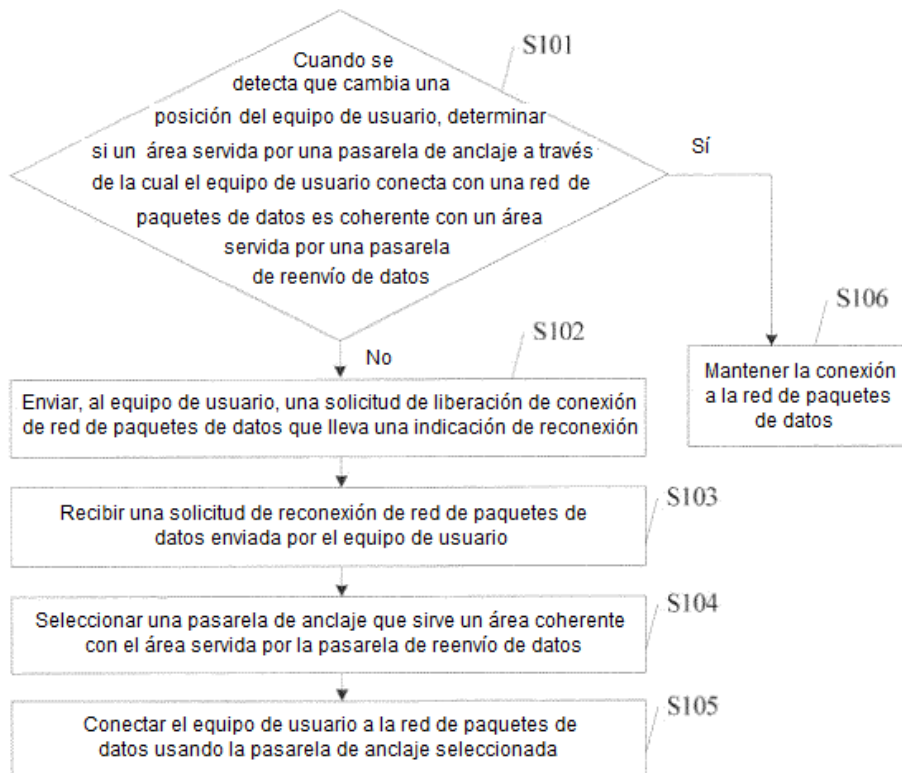 S101
Cuando se
detecta que cambia una
posición del equipo de usuario, determinar
si un área servida por una pasarela de anclaje a través
de la cual el equipo de usuario conecta con una red de
paquetes de datos es coherente con un área
servida por una pasarela
de reenvío de datos
Sí
S106
Mantener la conexión
a la red de paquetes
de datos
No
S102
Enviar, al equipo de usuario, una solicitud de liberación de conexión
de red de paquetes de datos que lleva una indicación de reconexión
S103
Recibir una solicitud de reconexión de red de paquetes de
datos enviada por el equipo de usuario
S104
Seleccionar una pasarela de anclaje que sirve un área coherente
con el área servida por la pasarela de reenvío de datos
S105
Conectar el equipo de usuario a la red de paquetes de
datos usando la pasarela de anclaje seleccionada